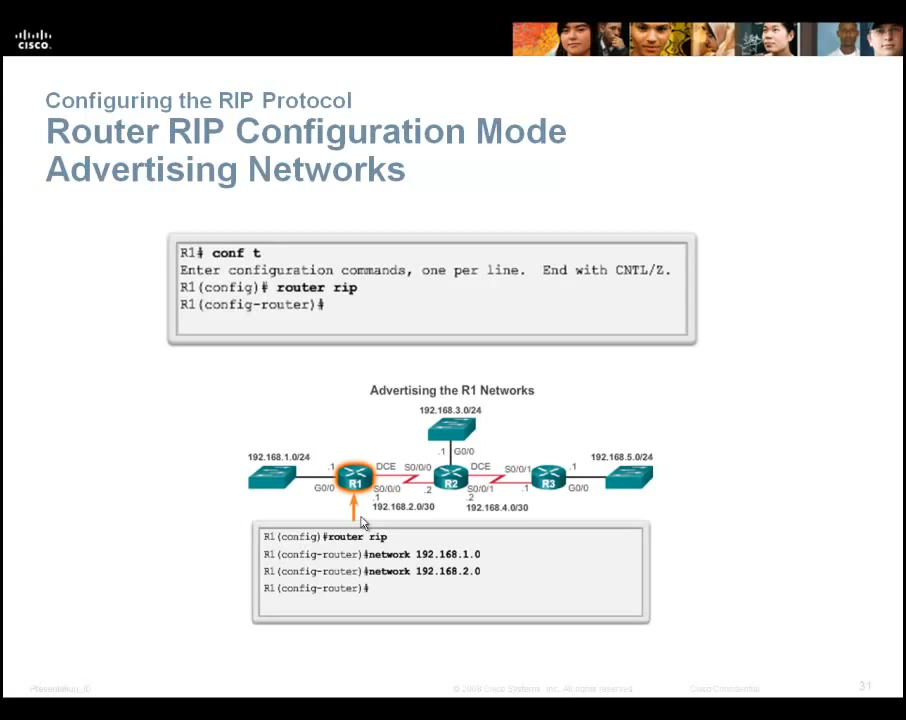 CISCO
Configuring the RIP Protocol
Router RIP Configuration Mode
Advertising Networks
R1# conf t
Enter configuration commands, one per line. End with CNTL/Z.
R1(config)# router rip
R1(config-router)#
Advertising the R1 Networks
192.168.3.0/24
.1 G0/0
192.168.1.0/24
192.168.5.0/24
.1 DCE S0/0/0 DCE S0/0/1 .1
R1 R2 R3
G0/0 S0/0/0 .2 S0/0/1 .1 G0/0
.1 .2
192.168.2.0/30 192.168.4.0/30
R1(config)#router rip
R1(config-router)#network 192.168.1.0
R1(config-router)#network 192.168.2.0
R1(config-router)#
Presentation_ID © 2008 Cisco Systems, Inc. All rights reserved. Cisco Confidential 31